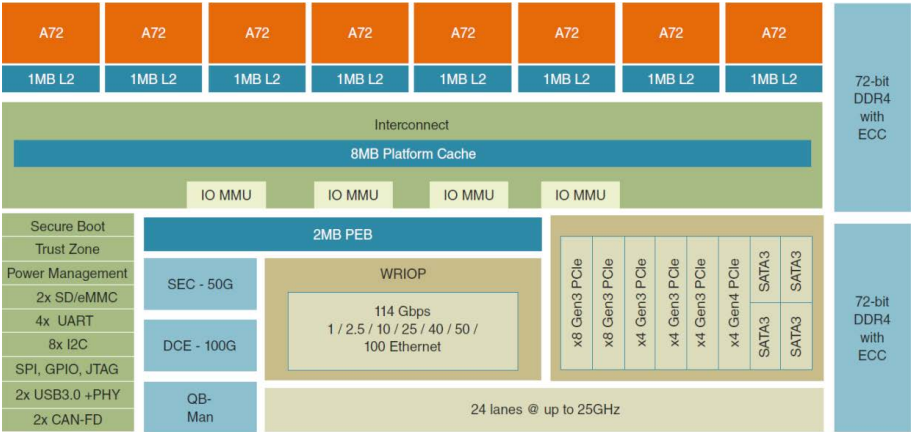 A72
A72
A72
A72
A72
A72
A72
A72
1MB L2
1MB L2
1MB L2
1MB L2
1MB L2
1MB L2
1MB L2
1MB L2
72-bit
DDR4
with
ECC
Interconnect
8MB Platform Cache
IO MMU
IO MMU
IO MMU
IO MMU
Secure Boot
Trust Zone
Power Management
2x SD/eMMC
4x UART
8x I2C
SPI, GPIO, JTAG
2x USB3.0 +PHY
2x CAN-FD
2MB PEB
SEC - 50G
DCE - 100G
QB-
Man
WRIOP
114 Gbps
1 / 2.5 / 10 / 25 / 40 / 50 /
100 Ethernet
x8 Gen3 PCIe
x8 Gen3 PCIe
x4 Gen3 PCIe
x4 Gen3 PCIe
x4 Gen3 PCIe
x4 Gen4 PCIe
SATA3
SATA3
SATA3
SATA3
24 lanes @ up to 25GHz
72-bit
DDR4
with
ECC